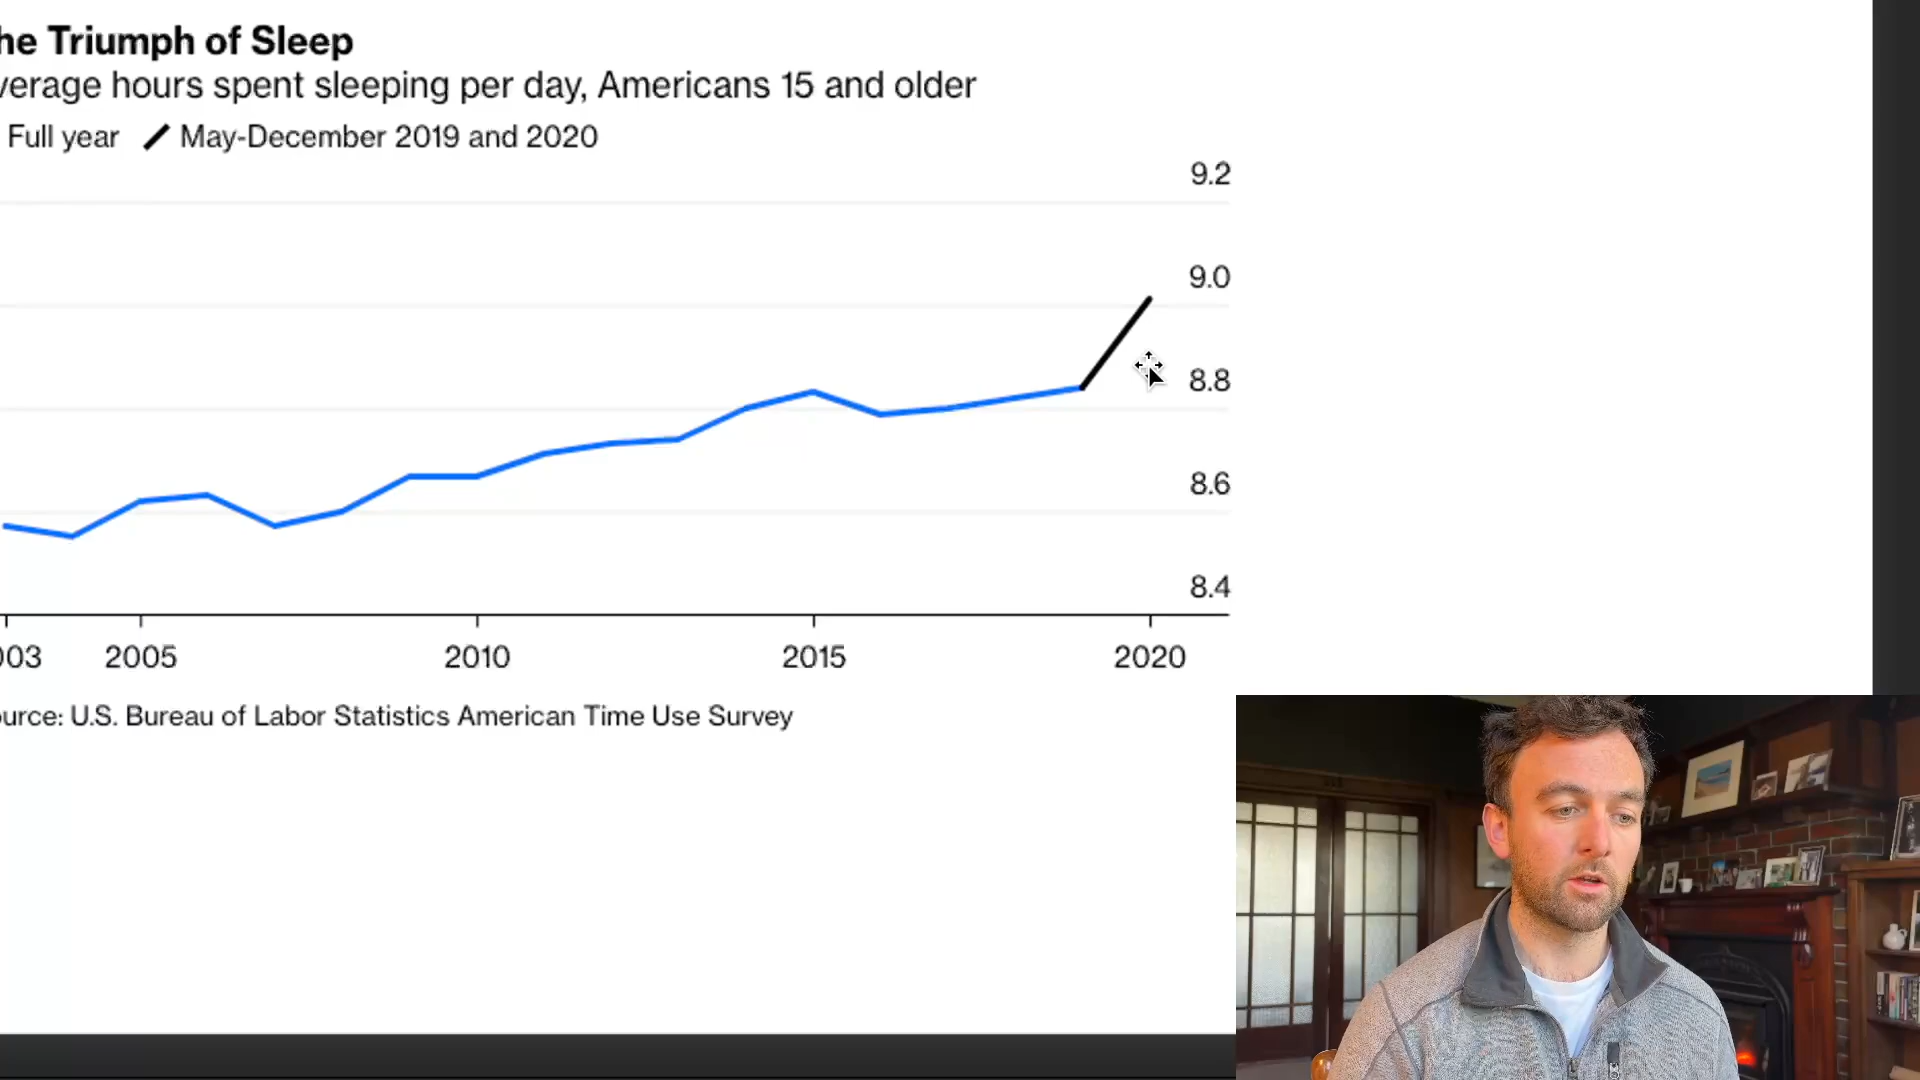 he Triumph of Sleep
verage hours spent sleeping per day, Americans 15 and older
Full year May-December 2019 and 2020
9.2
9.0
8.8
8.6
8.4
003 2005 2010 2015 2020
ource: U.S. Bureau of Labor Statistics American Time Use Survey